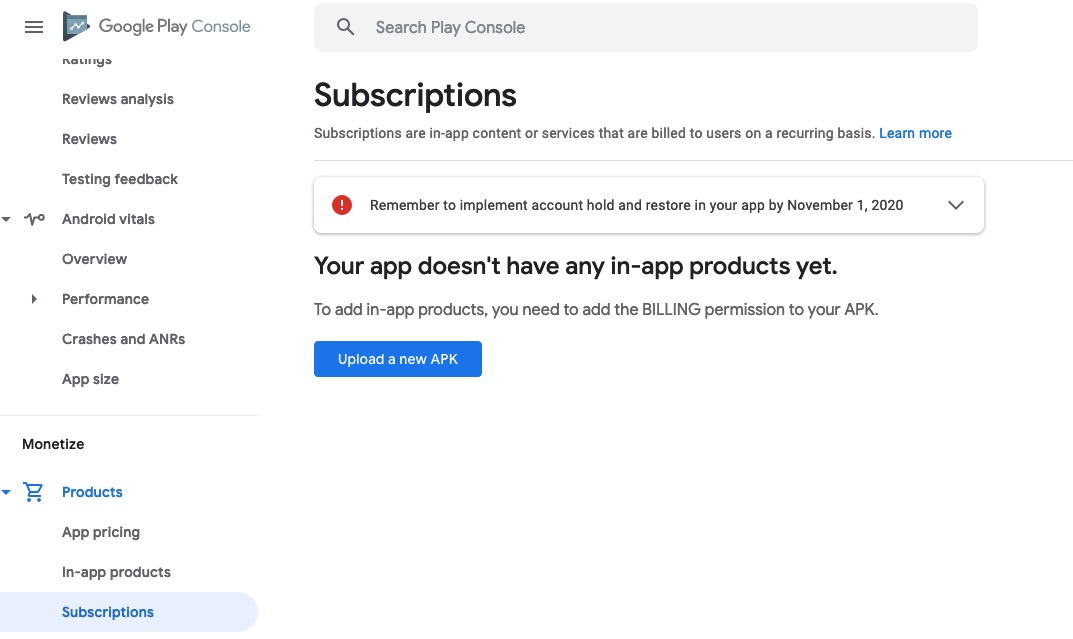 Google Play Console
Search Play Console
Ratings
Reviews analysis
Reviews
Testing feedback
Android vitals
Overview
Performance
Crashes and ANRs
App size
Monetize
Products
App pricing
In-app products
Subscriptions
Subscriptions
Subscriptions are in-app content or services that are billed to users on a recurring basis. Learn more
Remember to implement account hold and restore in your app by November 1, 2020
Your app doesn't have any in-app products yet.
To add in-app products, you need to add the BILLING permission to your APK.
Upload a new APK